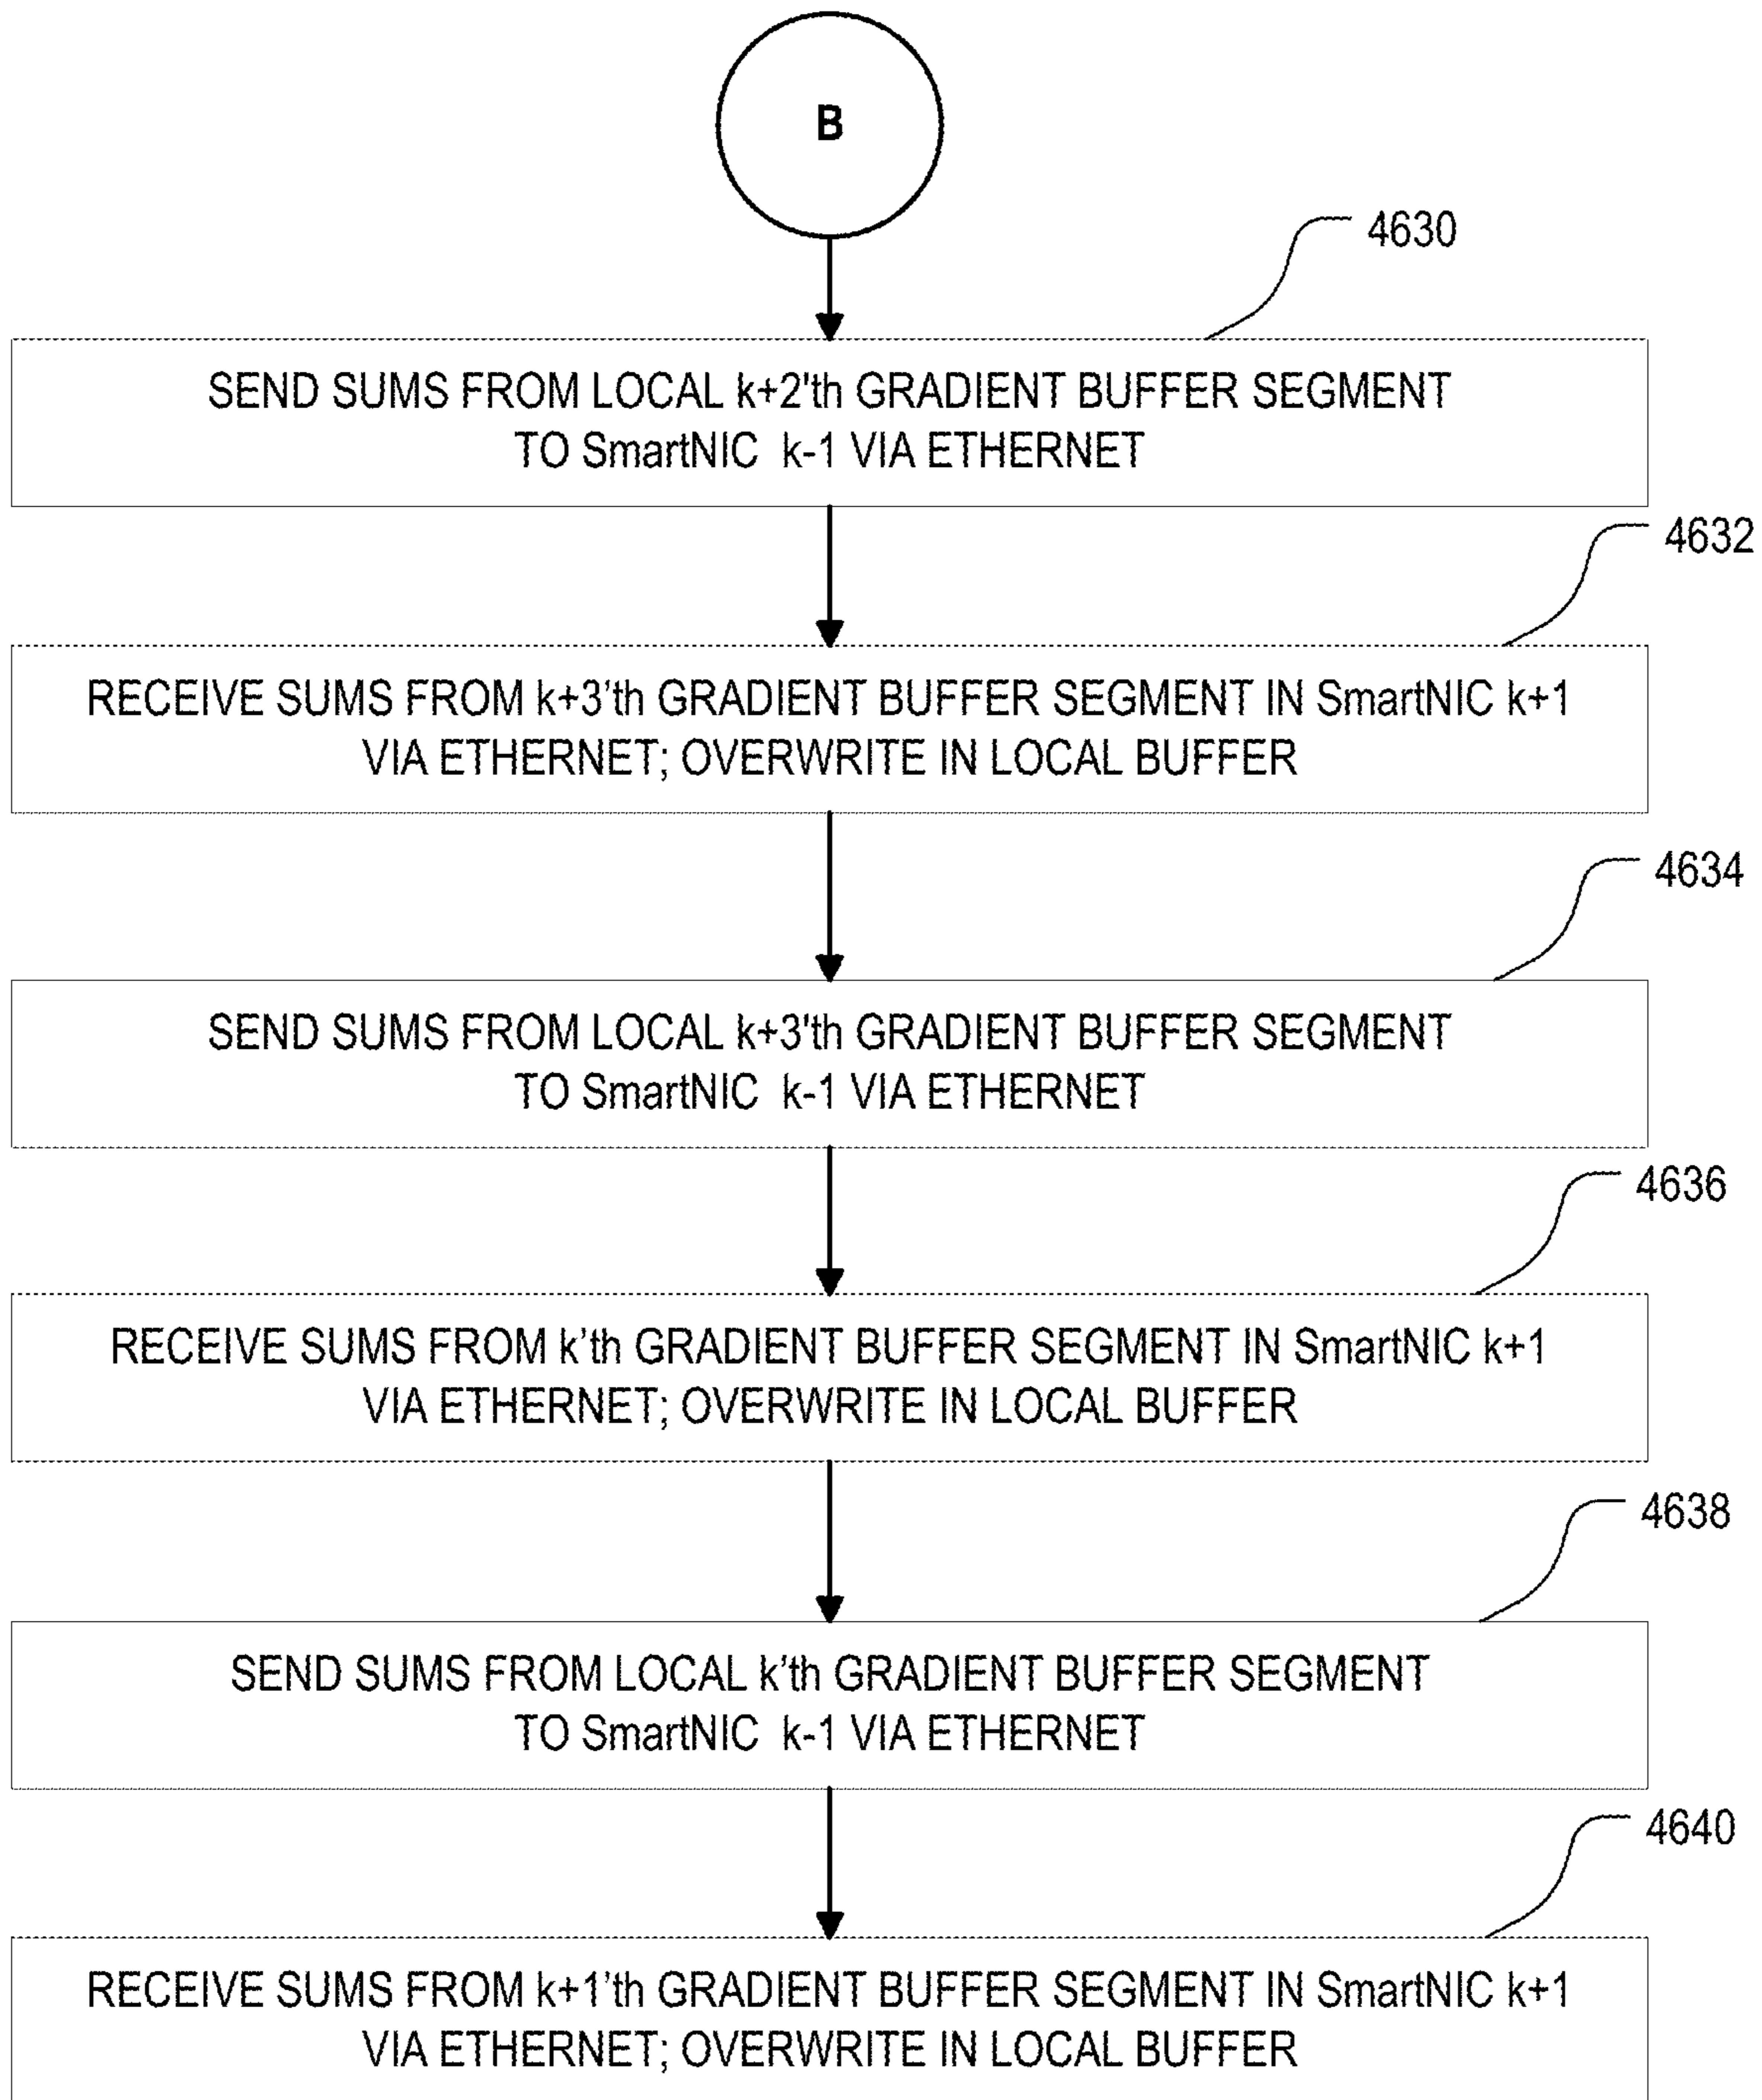 B
4630
SEND SUMS FROM LOCAL k+2'th GRADIENT BUFFER SEGMENT
TO SmartNIC k-1 VIA ETHERNET
4632
RECEIVE SUMS FROM k+3’th GRADIENT BUFFER SEGMENT IN SmartNIC k+1
VIA ETHERNET; OVERWRITE IN LOCAL BUFFER
4634
SEND SUMS FROM LOCAL k+3'th GRADIENT BUFFER SEGMENT
TO SmartNIC k-1 VIA ETHERNET
4636
RECEIVE SUMS FROM k’th GRADIENT BUFFER SEGMENT IN SmartNIC k+1
VIA ETHERNET; OVERWRITE IN LOCAL BUFFER
4638
SEND SUMS FROM LOCAL k’th GRADIENT BUFFER SEGMENT
TO SmartNIC k-1 VIA ETHERNET
4640
RECEIVE SUMS FROM k+1’th GRADIENT BUFFER SEGMENT IN SmartNIC k+1
VIA ETHERNET; OVERWRITE IN LOCAL BUFFER